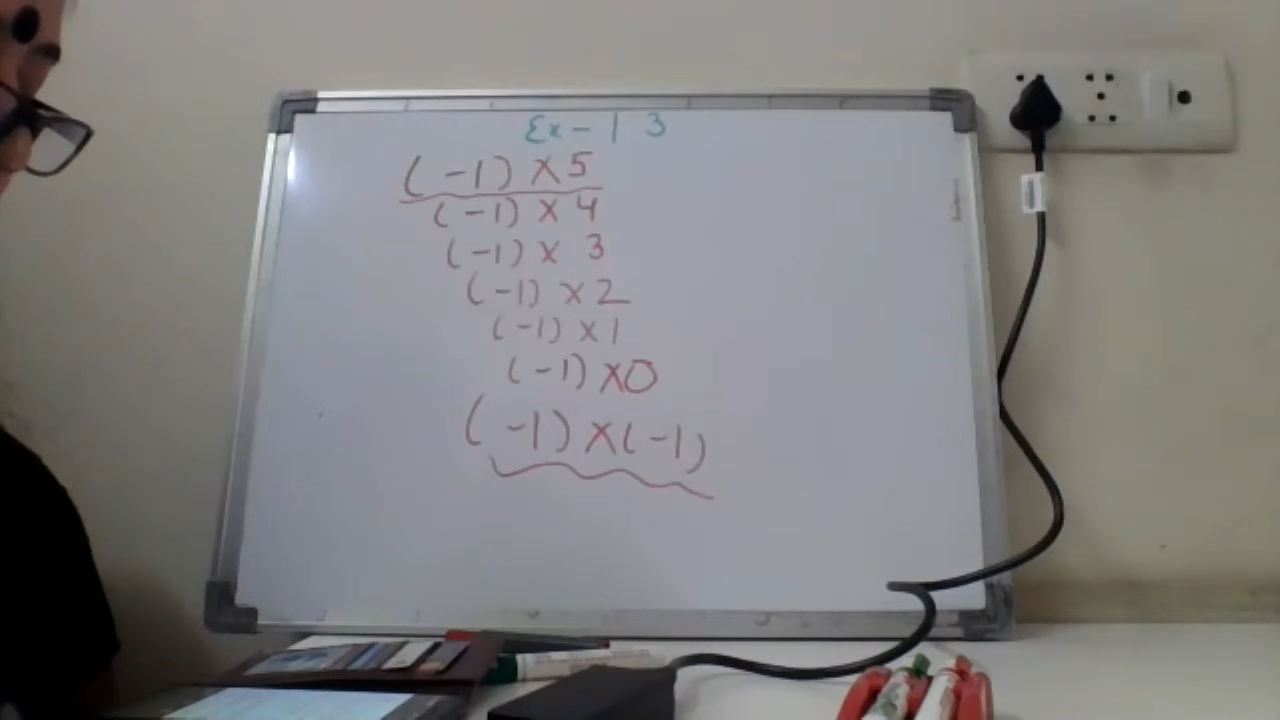 Ex - 1 3
(-1) × 5
(-1) × 4
(-1) × 3
(-1) × 2
(-1) × 1
(-1) × 0
(-1) × (-1)